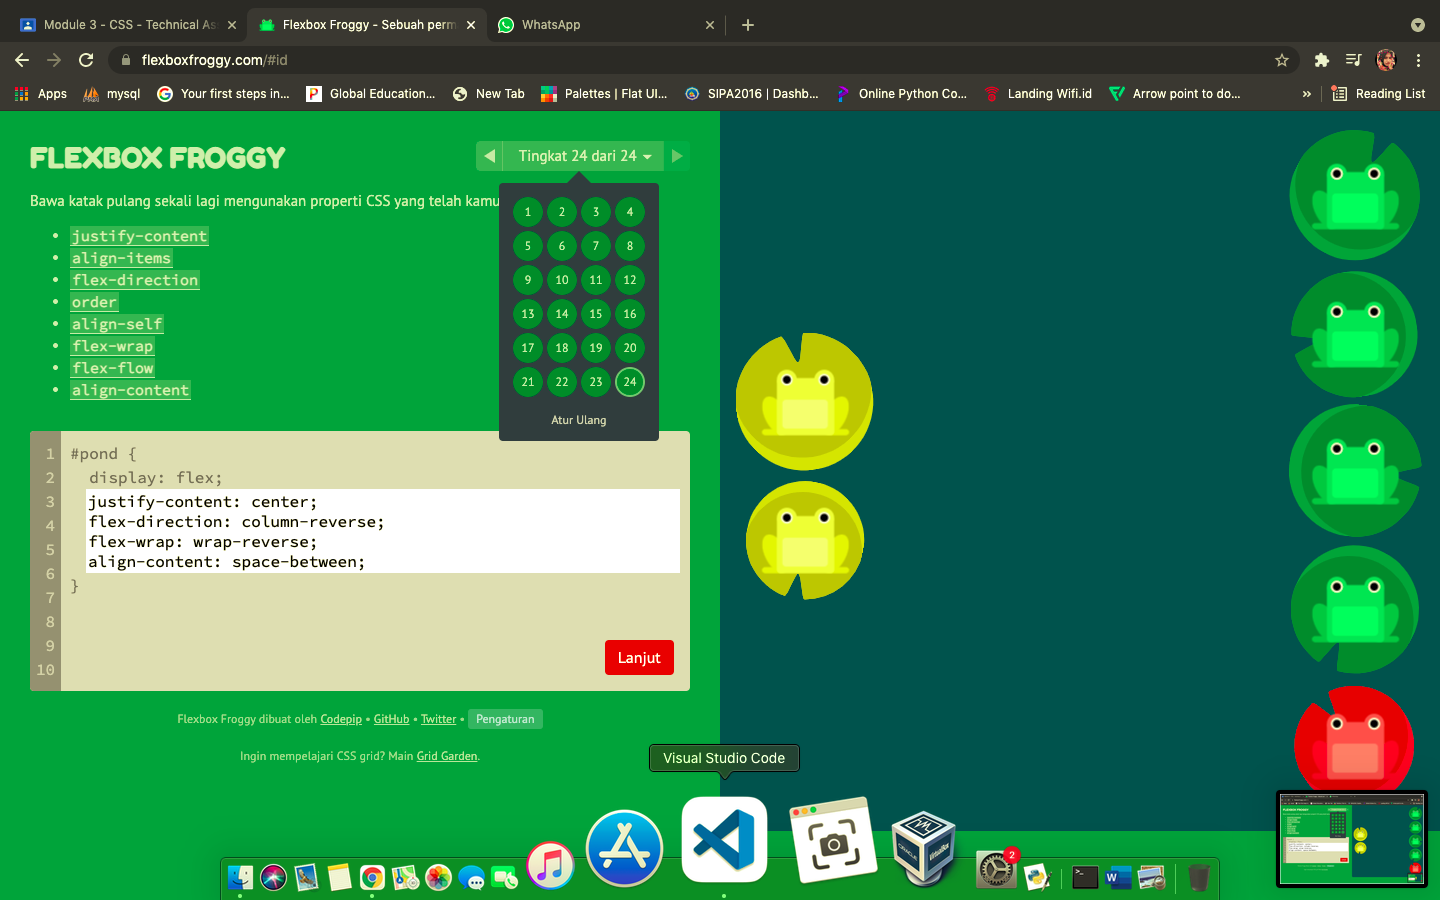 Module 3 - CSS - Technical As
Flexbox Froggy - Sebuah perm
WhatsApp
flexboxfroggy.com/#id
Apps
mysql
Your first steps in...
Global Education...
New Tab
Palettes | Flat UI...
SIPA2016 | Dashb...
Online Python Co...
Landing Wifi.id
Arrow point to do...
»
Reading List
FLEXBOX FROGGY
Tingkat 24 dari 24
Bawa katak pulang sekali lagi mengunakan properti CSS yang telah kamu
• justify-content
• align-items
• flex-direction
• order
• align-self
• flex-wrap
• flex-flow
• align-content
1 2 3 4
5 6 7 8
9 10 11 12
13 14 15 16
17 18 19 20
21 22 23 24
Atur Ulang
1 #pond {
2 display: flex;
3 justify-content: center;
4 flex-direction: column-reverse;
5 flex-wrap: wrap-reverse;
6 align-content: space-between;
7 }
8
9
10
Lanjut
Flexbox Froggy dibuat oleh Codepip • GitHub • Twitter • Pengaturan
Ingin mempelajari CSS grid? Main Grid Garden.
Visual Studio Code
2